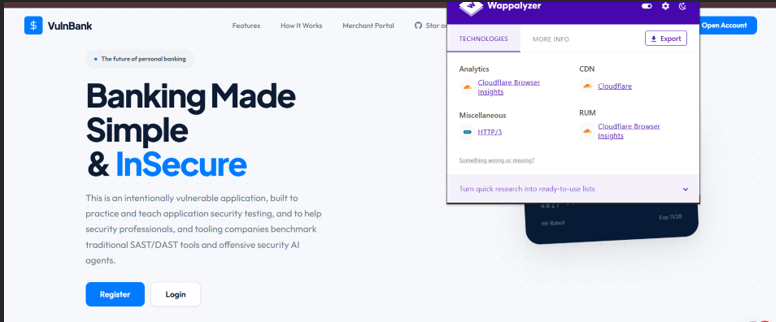 VulnBank
Features
How It Works
Merchant Portal
Star
Open Account
The future of personal banking
Banking Made
Simple
& InSecure
This is an intentionally vulnerable application, built to
practice and teach application security testing, and to help
security professionals, and tooling companies benchmark
traditional SAST/DAST tools and offensive security AI
agents.
Register
Login
Wappalyzer
TECHNOLOGIES
MORE INFO
Export
Analytics
Cloudflare Browser
Insights
Miscellaneous
HTTP/3
CDN
Cloudflare
RUM
Cloudflare Browser
Insights
Something wrong or missing?
Turn quick research into ready-to-use lists
Mr Robot
Exp 11/28